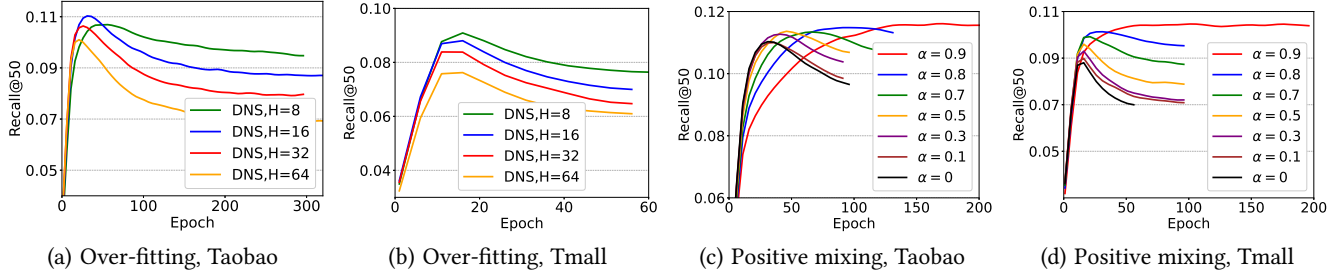 0.11
0.09
0.07
0.05
Recall@50
DNS,H=8
DNS,H=16
DNS,H=32
DNS,H=64
0 100 200 300
Epoch
(a) Over-fitting, Taobao
0.10
0.08
0.06
0.04
Recall@50
DNS,H=8
DNS,H=16
DNS,H=32
DNS,H=64
0 20 40 60
Epoch
(b) Over-fitting, Tmall
0.12
0.10
0.08
0.06
Recall@50
α = 0.9
α = 0.8
α = 0.7
α = 0.5
α = 0.3
α = 0.1
α = 0
0 50 100 150 200
Epoch
(c) Positive mixing, Taobao
0.11
0.09
0.07
0.05
Recall@50
α = 0.9
α = 0.8
α = 0.7
α = 0.5
α = 0.3
α = 0.1
α = 0
0 50 100 150 200
Epoch
(d) Positive mixing, Tmall